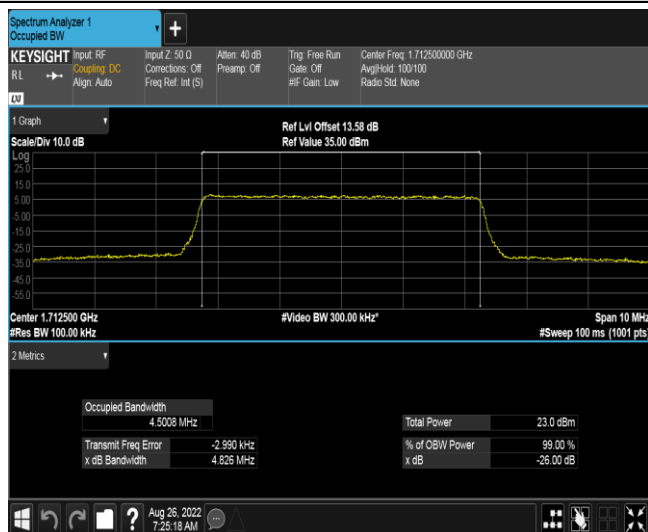 Spectrum Analyzer 1
Occupied BW
KEYSIGHT
RL
LXI
Input: RF
Coupling: DC
Align: Auto
Input Z: 50 Ω
Corrections: Off
Freq Ref: Int (S)
Atten: 40 dB
Preamp: Off
Trig: Free Run
Gate: Off
#IF Gain: Low
Center Freq: 1.712500000 GHz
Avg|Hold: 100/100
Radio Std: None
1 Graph
Scale/Div 10.0 dB
Ref Lvl Offset 13.58 dB
Ref Value 35.00 dBm
Log
25.0
15.0
5.00
-5.00
-15.0
-25.0
-35.0
-45.0
-55.0
Center 1.712500 GHz
#Res BW 100.00 kHz
#Video BW 300.00 kHz*
Span 10 MHz
#Sweep 100 ms (1001 pts)
2 Metrics
Occupied Bandwidth
4.5008 MHz
Total Power 23.0 dBm
Transmit Freq Error -2.990 kHz
% of OBW Power 99.00 %
x dB Bandwidth 4.826 MHz
x dB -26.00 dB
?
Aug 26, 2022
7:25:18 AM